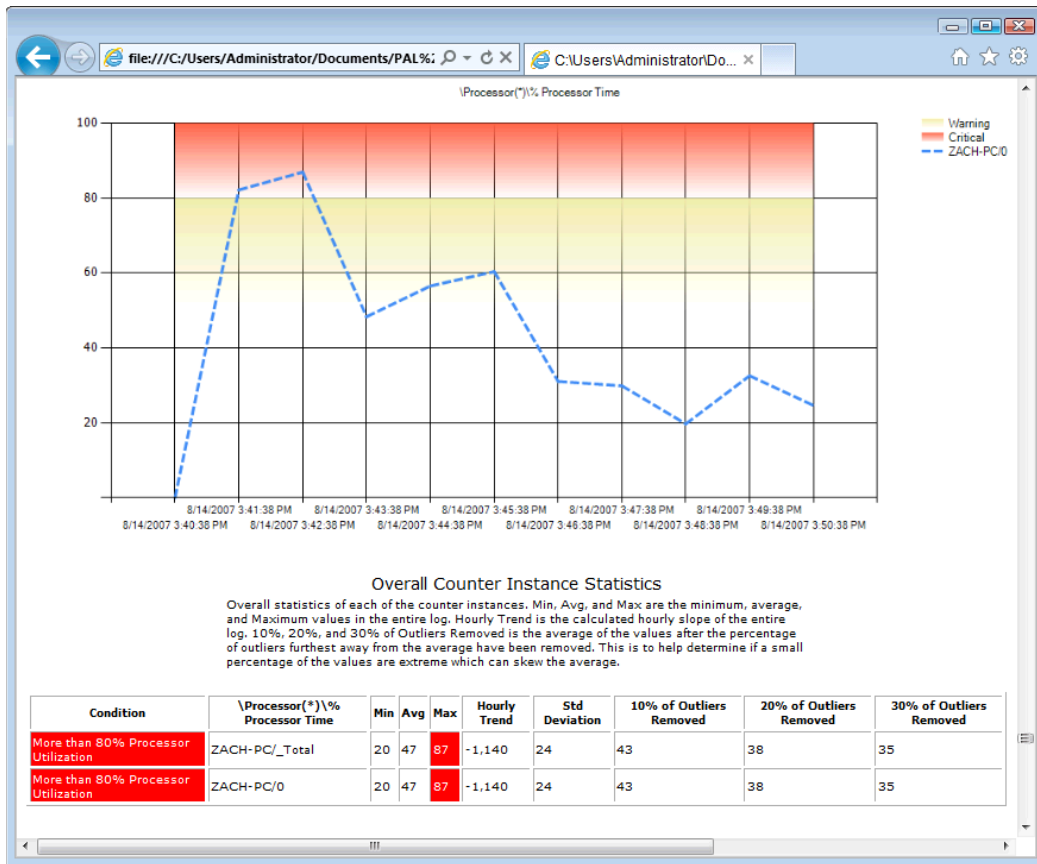 file:///C:/Users/Administrator/Documents/PAL%2
C:\Users\Administrator\Do...
\Processor(*)\% Processor Time
Warning
Critical
ZACH-PC/0
100
80
60
40
20
8/14/2007 3:41:38 PM 8/14/2007 3:43:38 PM 8/14/2007 3:45:38 PM 8/14/2007 3:47:38 PM 8/14/2007 3:49:38 PM
8/14/2007 3:40:38 PM 8/14/2007 3:42:38 PM 8/14/2007 3:44:38 PM 8/14/2007 3:46:38 PM 8/14/2007 3:48:38 PM 8/14/2007 3:50:38 PM
Overall Counter Instance Statistics
Overall statistics of each of the counter instances. Min, Avg, and Max are the minimum, average,
and Maximum values in the entire log. Hourly Trend is the calculated hourly slope of the entire
log. 10%, 20%, and 30% of Outliers Removed is the average of the values after the percentage
of outliers furthest away from the average have been removed. This is to help determine if a small
percentage of the values are extreme which can skew the average.
Condition \Processor(*)\% Processor Time Min Avg Max Hourly Trend Std Deviation 10% of Outliers Removed 20% of Outliers Removed 30% of Outliers Removed
More than 80% Processor Utilization ZACH-PC/_Total 20 47 87 -1,140 24 43 38 35
More than 80% Processor Utilization ZACH-PC/0 20 47 87 -1,140 24 43 38 35